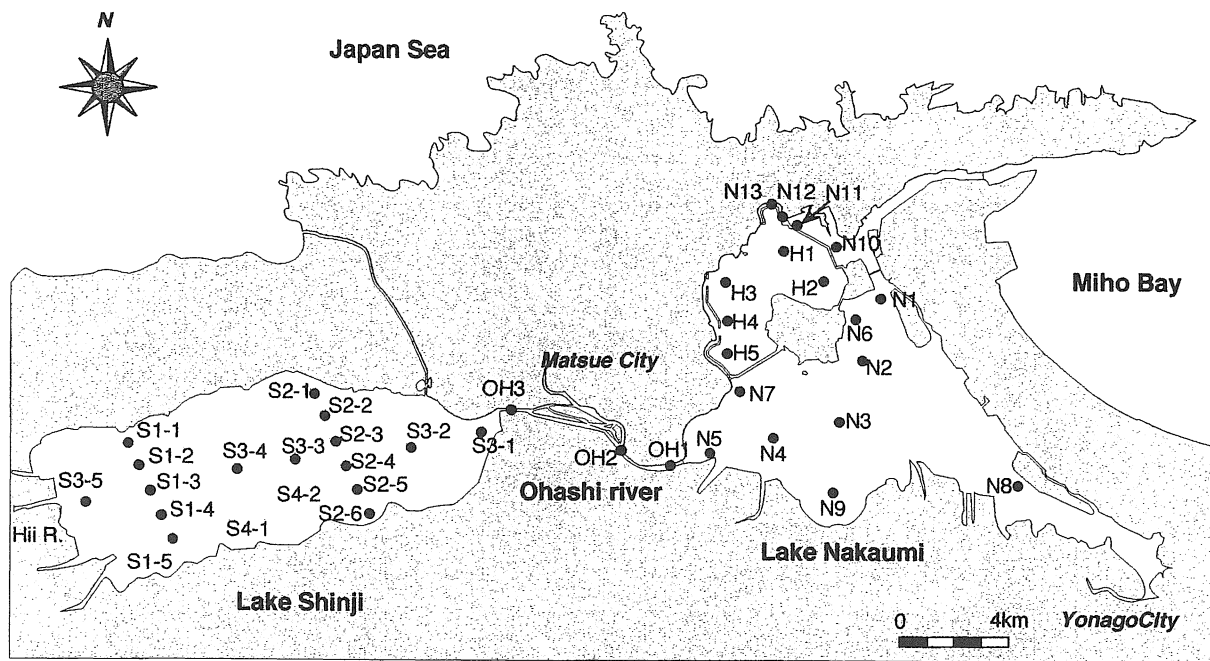 N
Japan Sea
N13
N12
N11
N10
H1
H2
H3
N1
Miho Bay
H4
N6
H5
Matsue City
N2
S2-1
OH3
N7
S2-2
S1-1
S3-3
S2-3
S3-2
N3
S1-2
S3-4
S3-1
S2-4
OH2
OH1
N5
N4
S3-5
S1-3
S4-2
S2-5
Ohashi river
N8
S1-4
S2-6
N9
Hii R.
S4-1
S1-5
Lake Nakaumi
Lake Shinji
0 4km
YonagoCIty